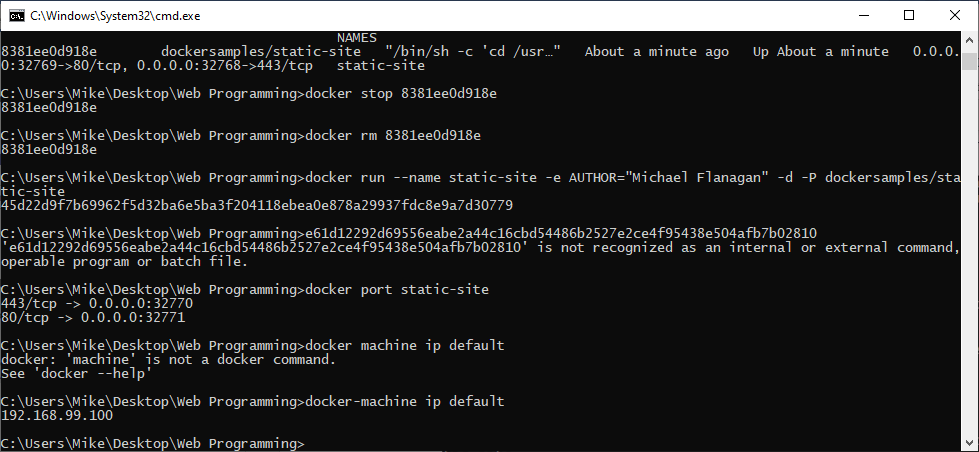 C:\Windows\System32\cmd.exe
NAMES
8381ee0d918e        dockersamples/static-site   "/bin/sh -c 'cd /usr…"   About a minute ago   Up About a minute   0.0.0.
0:32769->80/tcp, 0.0.0.0:32768->443/tcp   static-site
C:\Users\Mike\Desktop\Web Programming>docker stop 8381ee0d918e
8381ee0d918e
C:\Users\Mike\Desktop\Web Programming>docker rm 8381ee0d918e
8381ee0d918e
C:\Users\Mike\Desktop\Web Programming>docker run --name static-site -e AUTHOR="Michael Flanagan" -d -P dockersamples/sta
tic-site
45d22d9f7b69962f5d32ba6e5ba3f204118ebea0e878a29937fdc8e9a7d30779
C:\Users\Mike\Desktop\Web Programming>e61d12292d69556eabe2a44c16cbd54486b2527e2ce4f95438e504afb7b02810
'e61d12292d69556eabe2a44c16cbd54486b2527e2ce4f95438e504afb7b02810' is not recognized as an internal or external command,
operable program or batch file.
C:\Users\Mike\Desktop\Web Programming>docker port static-site
443/tcp -> 0.0.0.0:32770
80/tcp -> 0.0.0.0:32771
C:\Users\Mike\Desktop\Web Programming>docker machine ip default
docker: 'machine' is not a docker command.
See 'docker --help'
C:\Users\Mike\Desktop\Web Programming>docker-machine ip default
192.168.99.100
C:\Users\Mike\Desktop\Web Programming>